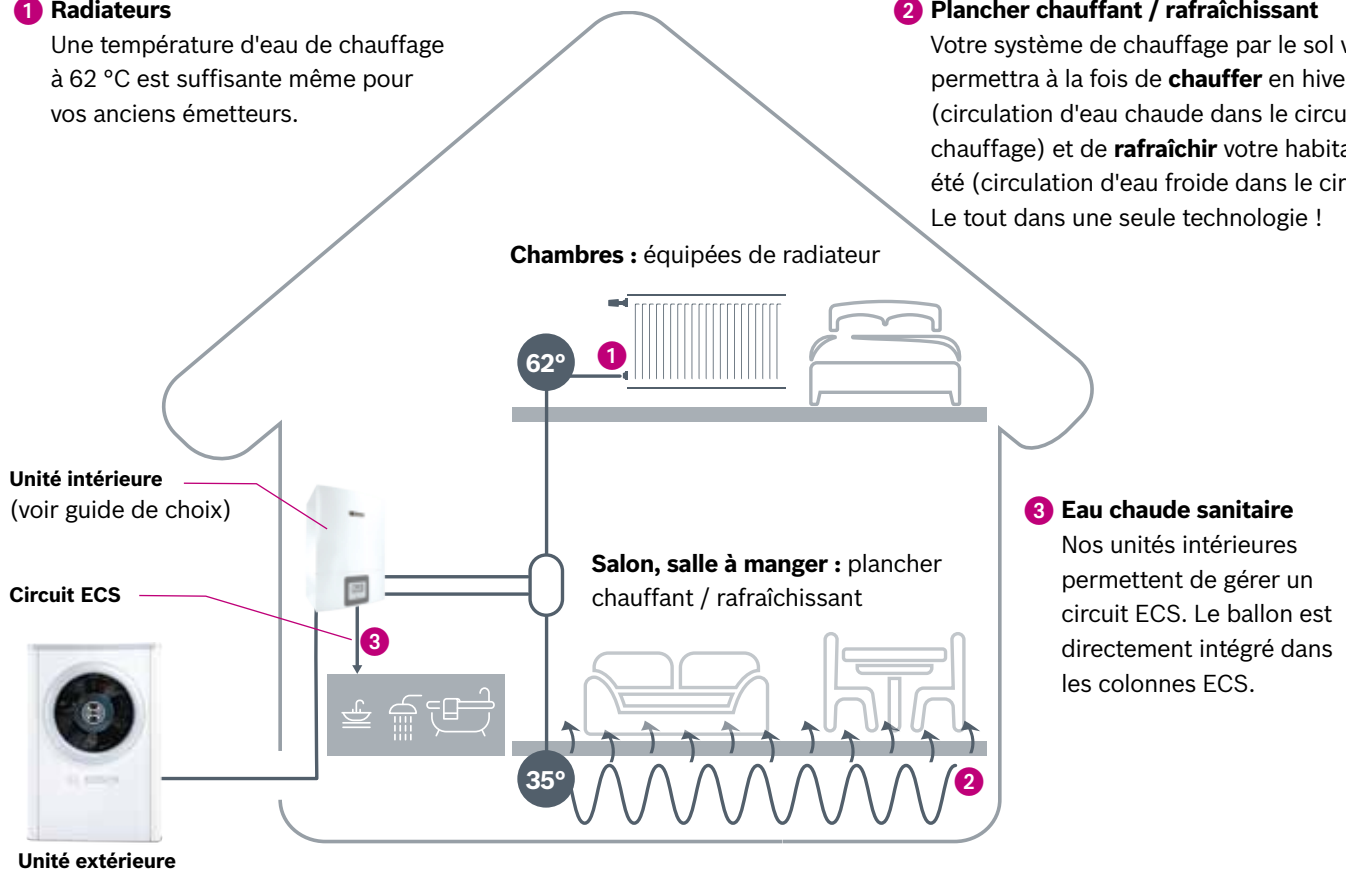 1 Radiateurs
Une température d'eau de chauffage
à 62 °C est suffisante même pour
vos anciens émetteurs.
2 Plancher chauffant / rafraîchissant
Votre système de chauffage par le sol
permettra à la fois de chauffer en
(circulation d'eau chaude dans le
chauffage) et de rafraîchir votre
été (circulation d'eau froide dans le
Le tout dans une seule technologie !
Chambres : équipées de radiateur
62°
1
Unité intérieure
(voir guide de choix)
Circuit ECS
3
Salon, salle à manger : plancher
chauffant / rafraîchissant
3 Eau chaude sanitaire
Nos unités intérieures
permettent de gérer un
circuit ECS. Le ballon est
directement intégré dans
les colonnes ECS.
35°
2
Unité extérieure